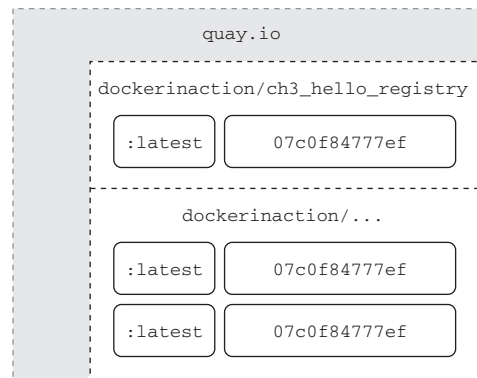 quay.io
dockerinaction/ch3_hello_registry
:latest 07c0f84777ef
dockerinaction/...
:latest 07c0f84777ef
:latest 07c0f84777ef